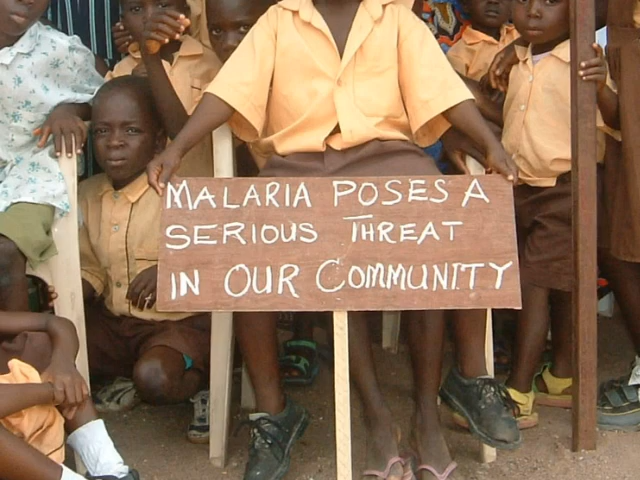 MALARIA POSES A
SERIOUS THREAT
IN OUR COMMUNITY